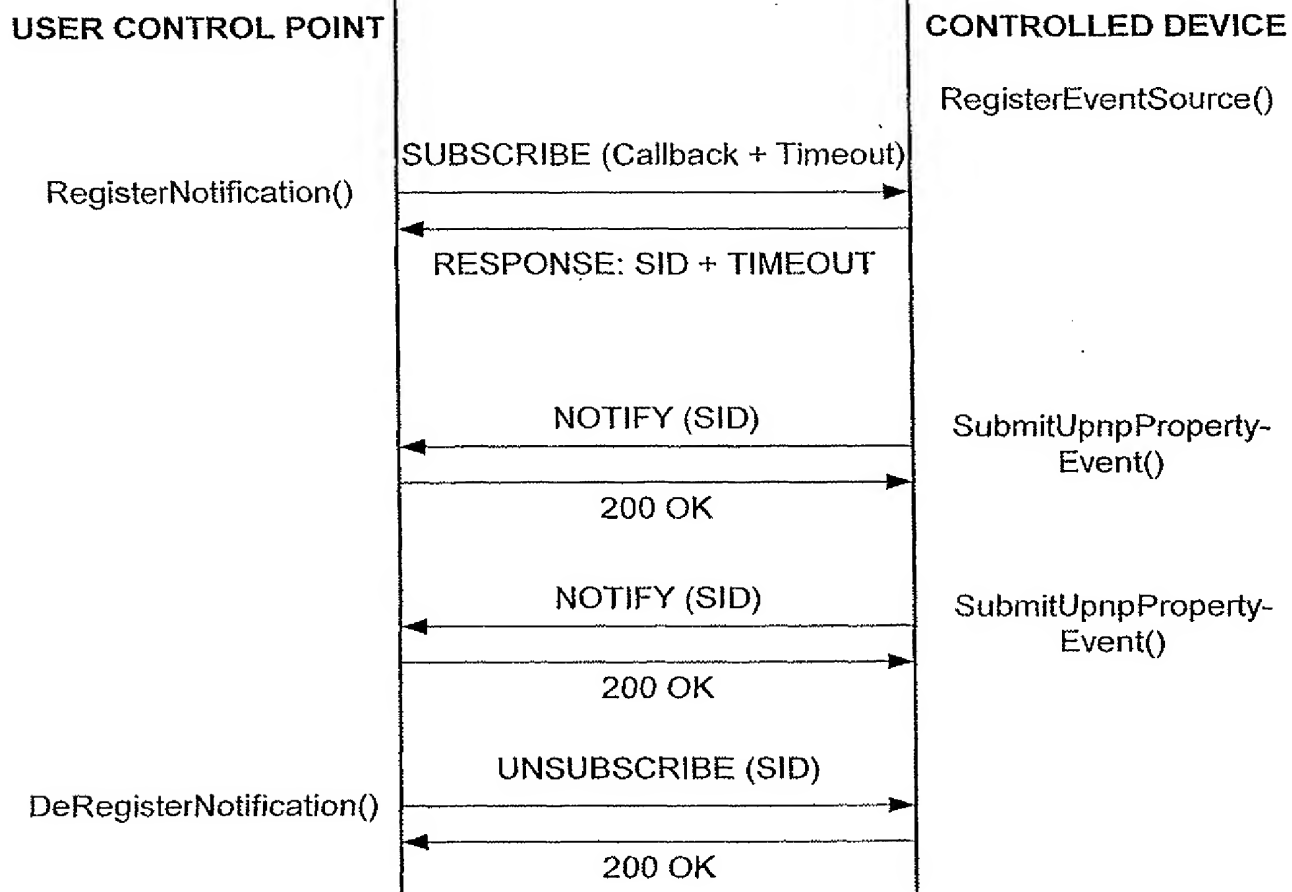 USER CONTROL POINT
CONTROLLED DEVICE
RegisterEventSource()
SUBSCRIBE (Callback + Timeout)
RegisterNotification()
RESPONSE: SID + TIMEOUT
NOTIFY (SID)
SubmitUpnpProperty-
Event()
200 OK
NOTIFY (SID)
SubmitUpnpProperty-
Event()
200 OK
UNSUBSCRIBE (SID)
DeRegisterNotification()
200 OK